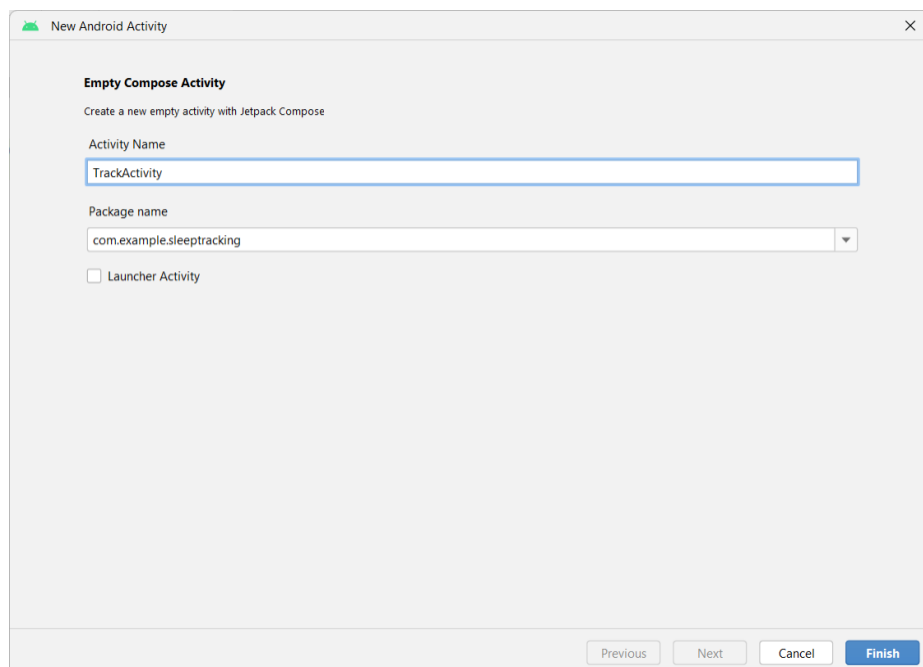 New Android Activity
Empty Compose Activity
Create a new empty activity with Jetpack Compose
Activity Name
TrackActivity
Package name
com.example.sleeptracking
Launcher Activity
Previous Next Cancel Finish